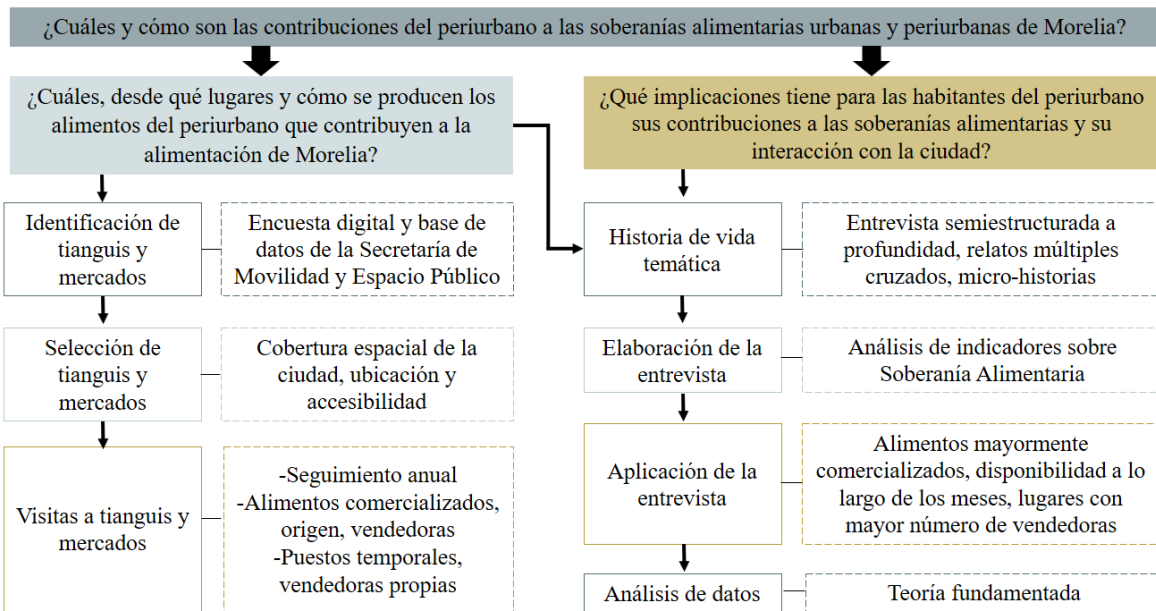 ¿Cuáles y cómo son las contribuciones del periurbano a las soberanías alimentarias urbanas y periurbanas de Morelia?
¿Cuáles, desde qué lugares y cómo se producen los
alimentos del periurbano que contribuyen a la
alimentación de Morelia?
Identificación de
tianguis y
mercados
Encuesta digital y base de
datos de la Secretaría de
Movilidad y Espacio Público
Selección de
tianguis y
mercados
Cobertura espacial de la
ciudad, ubicación y
accesibilidad
Visitas a tianguis y
mercados
-Seguimiento anual
-Alimentos comercializados,
origen, vendedoras
-Puestos temporales,
vendedoras propias
¿Qué implicaciones tiene para las habitantes del periurbano
sus contribuciones a las soberanías alimentarias y su
interacción con la ciudad?
Historia de vida
temática
Entrevista semiestructurada a
profundidad, relatos múltiples
cruzados, micro-historias
Elaboración de la
entrevista
Análisis de indicadores sobre
Soberanía Alimentaria
Aplicación de la
entrevista
Alimentos mayormente
comercializados, disponibilidad a lo
largo de los meses, lugares con
mayor número de vendedoras
Análisis de datos
Teoría fundamentada